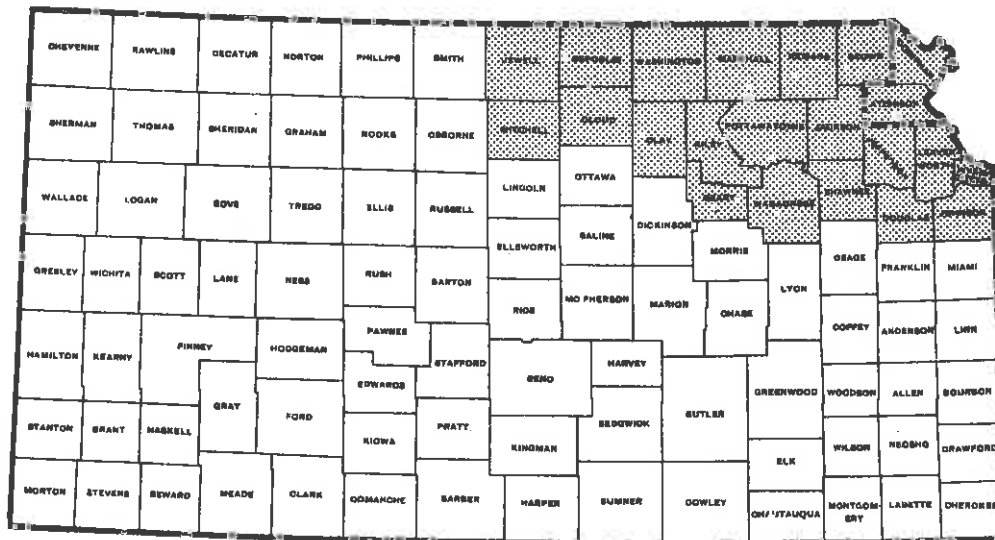 CHEYENNE
RAWLINS
DECATUR
NORTON
PHILLIPS
SMITH
JEWELL
REPUBLIC
WASHINGTON
MARSHALL
NEMAHA
BROWN
SHERMAN
THOMAS
SHERIDAN
GRAHAM
ROOKS
OSBORNE
MITCHELL
CLOUD
CLAY
RILEY
POTTAWATOMIE
JACKSON
ATCHISON
WALLACE
LOGAN
GOVE
TREGO
ELLIS
RUSSELL
LINCOLN
OTTAWA
GEARY
WABAUNSEE
SHAWNEE
DOUGLAS
JOHNSON
DICKINSON
SALINE
ELLSWORTH
MORRIS
OSAGE
FRANKLIN
MIAMI
GREELEY
WICHITA
SCOTT
LANE
NESS
RUSH
BARTON
RICE
MC PHERSON
MARION
CHASE
LYON
COFFEY
ANDERSON
LINN
HAMILTON
KEARNY
FINNEY
HODGEMAN
PAWNEE
STAFFORD
EDWARDS
RENO
HARVEY
GRAY
FORD
KIOWA
PRATT
KINGMAN
SEDGWICK
BUTLER
GREENWOOD
WOODSON
ALLEN
BOURBON
STANTON
GRANT
HASKELL
ELK
WILSON
NEOSHO
CRAWFORD
MORTON
STEVENS
SEWARD
MEADE
CLARK
COMANCHE
BARBER
HARPER
SUMNER
COWLEY
CHAUTAUQUA
MONTGOM-
ERY
LABETTE
CHEROKEE